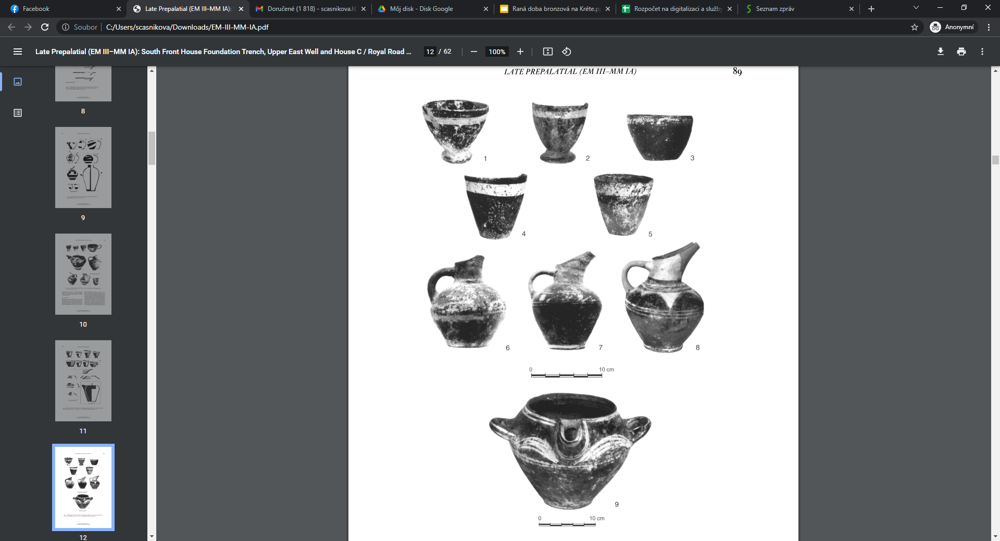 Facebook
Late Prepalatial (EM III–MM IA): S
Doručené (1 818) - scasnikova.l@
Môj disk - Disk Google
Raná doba bronzová na Kréte.pp
Rozpočet na digitalizaci a služby
Seznam zpráv
Soubor
C:/Users/scasnikova/Downloads/EM-III-MM-IA.pdf
Anonymní
Late Prepalatial (EM III–MM IA): South Front House Foundation Trench, Upper East Well and House C / Royal Road ...
12 / 62
100%
8
9
10
11
12
LATE PREPALATIAL (EM III–MM IA)
89
1
2
3
4
5
6
7
8
0
10 cm
9
0
10 cm